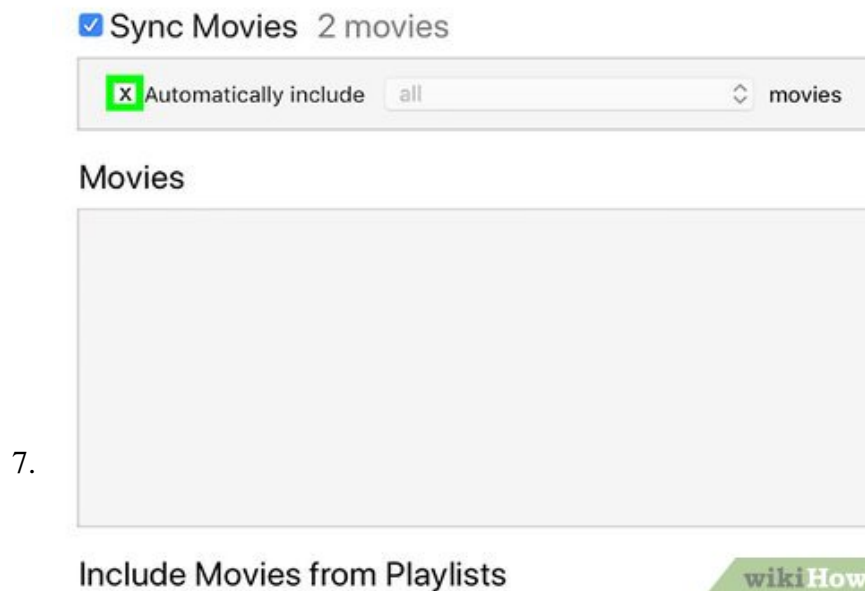 Sync Movies 2 movies
X Automatically include all movies
Movies
7.
Include Movies from Playlists
wikiHow